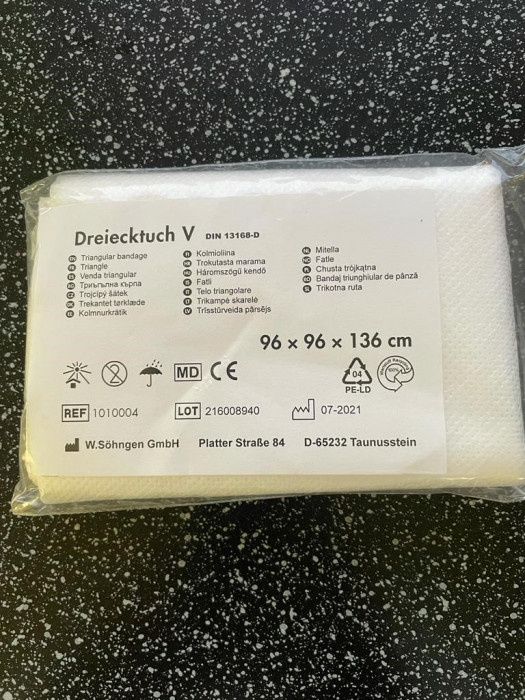 Dreiecktuch V DIN 13168-D
Triangular bandage
Triangle
Venda triangular
Триъгълна кърпа
Trojcípý šátek
Trekantet tørklæde
Kolmnurkrätik
Kolmioliina
Trokutasta marama
Háromszögű kendő
Fatli
Telo triangolare
Trikampė skarelė
Trīsstūrveida pārsējs
Mitella
Fatle
Chusta trójkątna
Bandaj triunghiular de pânză
Trikotna ruta
96 x 96 x 136 cm
2
MD CE
04
PE-LD
100%
REF 1010004 LOT 216008940 07-2021
W.Söhngen GmbH Platter Straße 84 D-65232 Taunusstein